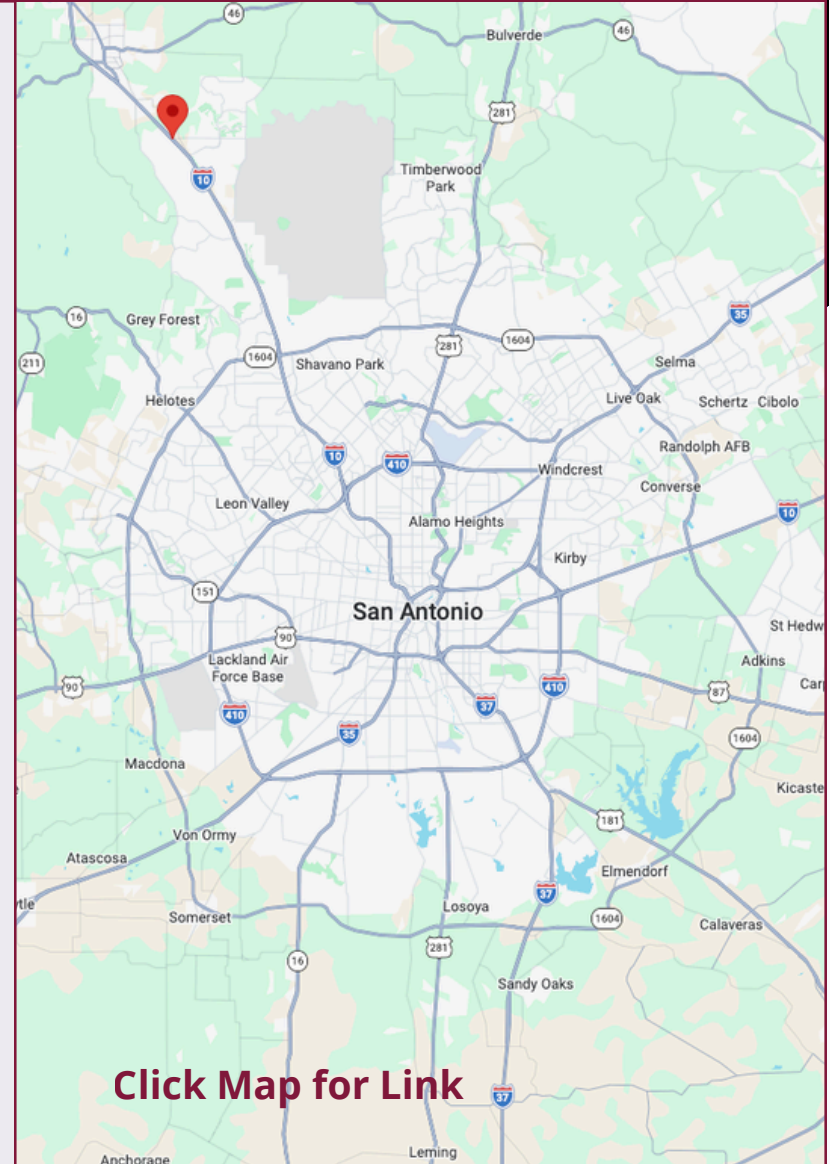 46
Bulverde
46
281
10
Timberwood
Park
16
Grey Forest
35
211
1604
Shavano Park
281
1604
Selma
Helotes
Live Oak
Schertz
Cibolo
10
410
Randolph AFB
Windcrest
Converse
Leon Valley
Alamo Heights
10
Kirby
151
San Antonio
90
St Hedw
Lackland Air
Force Base
Adkins
90
410
Car
87
410
37
35
1604
Macdona
Kicaste
Von Ormy
181
Atascosa
Elmendorf
37
tle
Losoya
Somerset
1604
Calaveras
16
281
Sandy Oaks
Click Map for Link
37
Leming
Anchorage